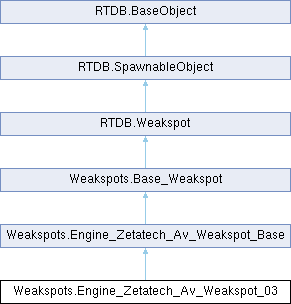 RTDB.BaseObject
RTDB.SpawnableObject
RTDB.Weakspot
Weakspots.Base_Weakspot
Weakspots.Engine_Zetatech_Av_Weakspot_Base
Weakspots.Engine_Zetatech_Av_Weakspot_03